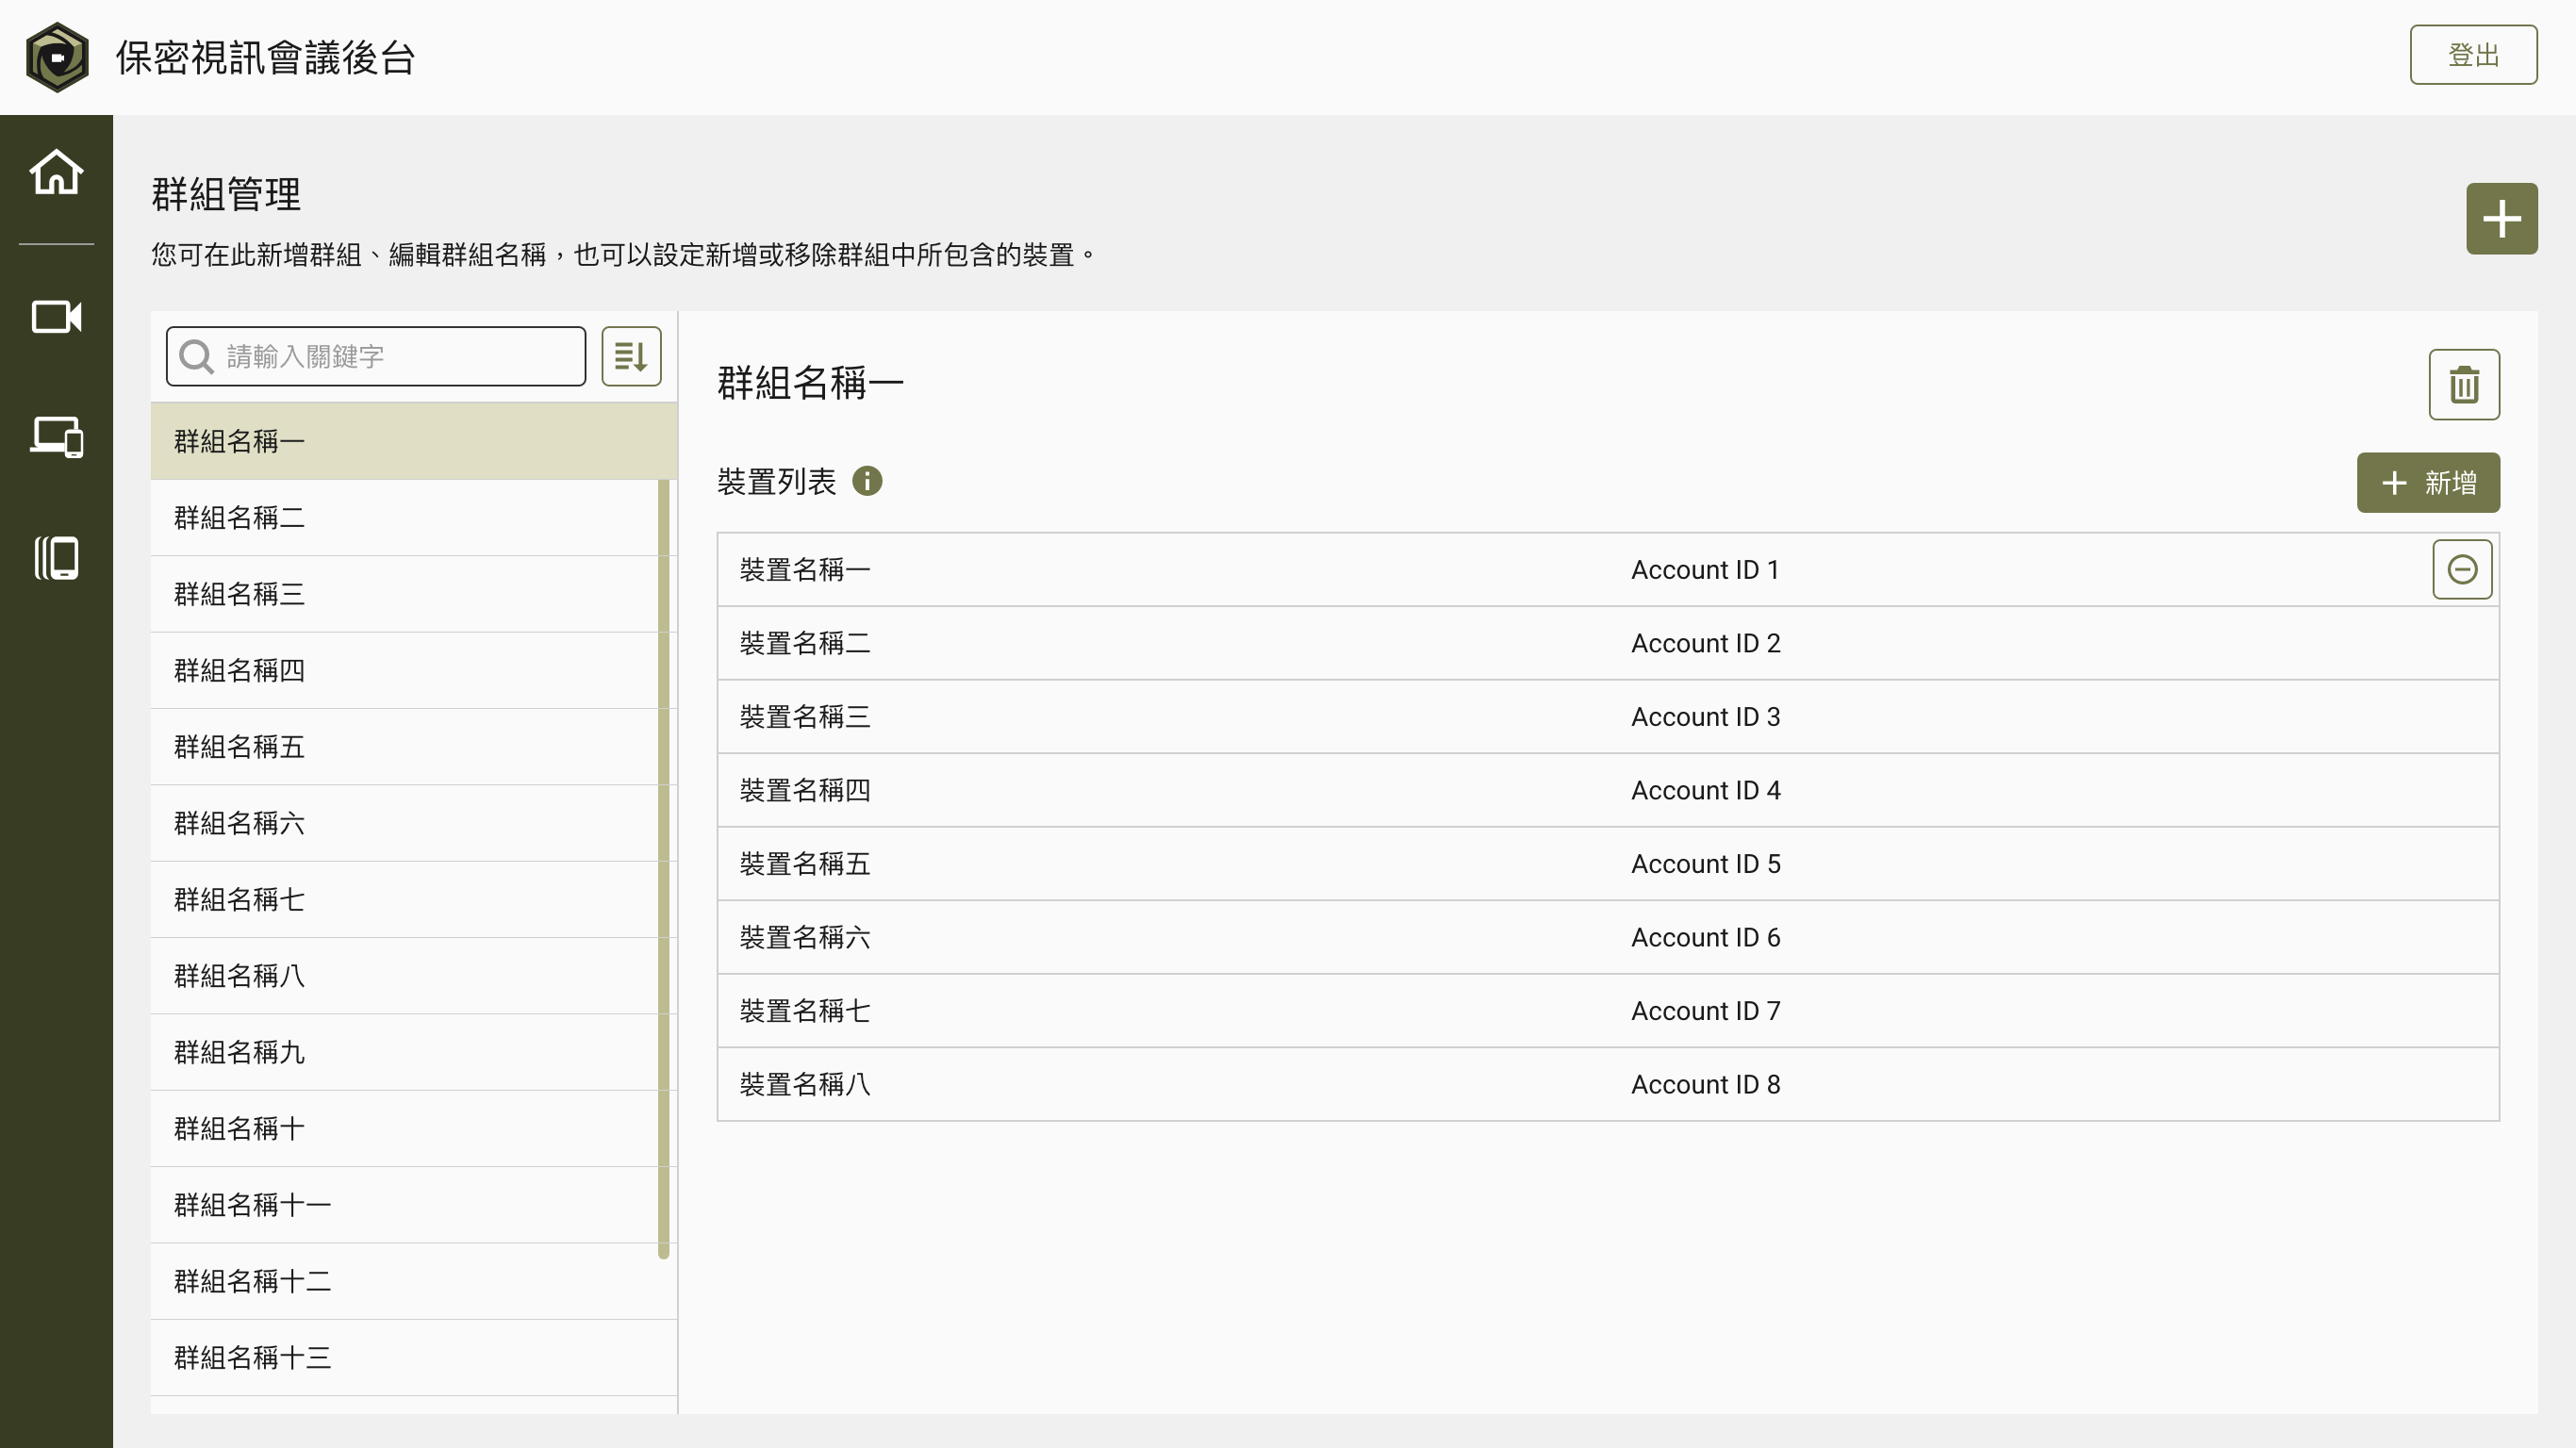 保密視訊會議後台
登出
群組管理
您可在此新增群組、編輯群組名稱，也可以設定新增或移除群組中所包含的裝置。
請輸入關鍵字
群組名稱一
群組名稱二
群組名稱三
群組名稱四
群組名稱五
群組名稱六
群組名稱七
群組名稱八
群組名稱九
群組名稱十
群組名稱十一
群組名稱十二
群組名稱十三
群組名稱一
裝置列表
新增
裝置名稱一 Account ID 1
裝置名稱二 Account ID 2
裝置名稱三 Account ID 3
裝置名稱四 Account ID 4
裝置名稱五 Account ID 5
裝置名稱六 Account ID 6
裝置名稱七 Account ID 7
裝置名稱八 Account ID 8